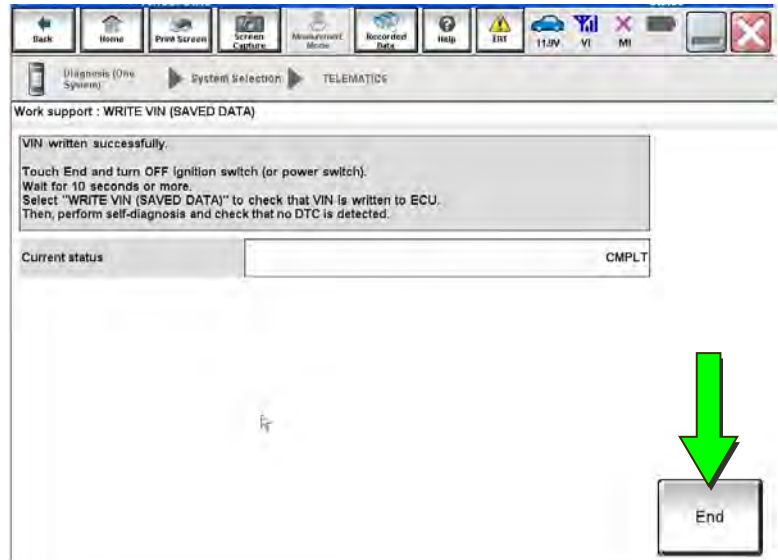 Back
Home
Print Screen
Screen
Capture
Measurement
Mode
Recorded
Data
Help
ERT
11.9V
VI
MI
Diagnosis (One
System)
System Selection
TELEMATICS
Work support : WRITE VIN (SAVED DATA)
VIN written successfully.
Touch End and turn OFF ignition switch (or power switch).
Wait for 10 seconds or more.
Select "WRITE VIN (SAVED DATA)" to check that VIN is written to ECU.
Then, perform self-diagnosis and check that no DTC is detected.
Current status
CMPLT
End